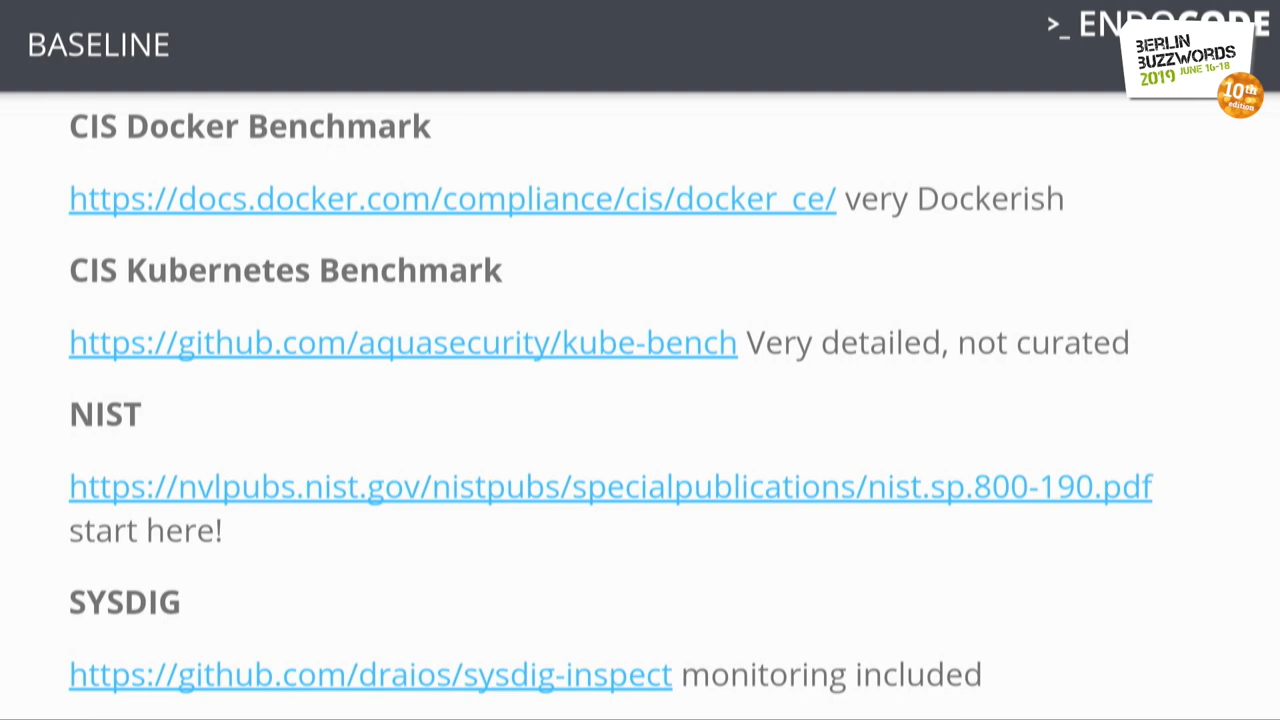 BASELINE
>_ ENDOCODE
BERLIN
BUZZWORDS
2019 JUNE 16-18
10th
edition
CIS Docker Benchmark
https://docs.docker.com/compliance/cis/docker_ce/ very Dockerish
CIS Kubernetes Benchmark
https://github.com/aquasecurity/kube-bench Very detailed, not curated
NIST
https://nvlpubs.nist.gov/nistpubs/specialpublications/nist.sp.800-190.pdf
start here!
SYSDIG
https://github.com/draios/sysdig-inspect monitoring included